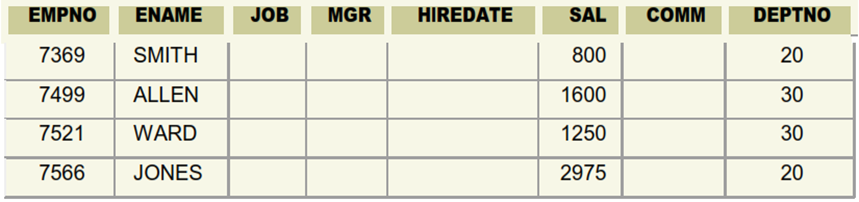 EMPNO ENAME JOB MGR HIREDATE SAL COMM DEPTNO
7369 SMITH 800 20
7499 ALLEN 1600 30
7521 WARD 1250 30
7566 JONES 2975 20